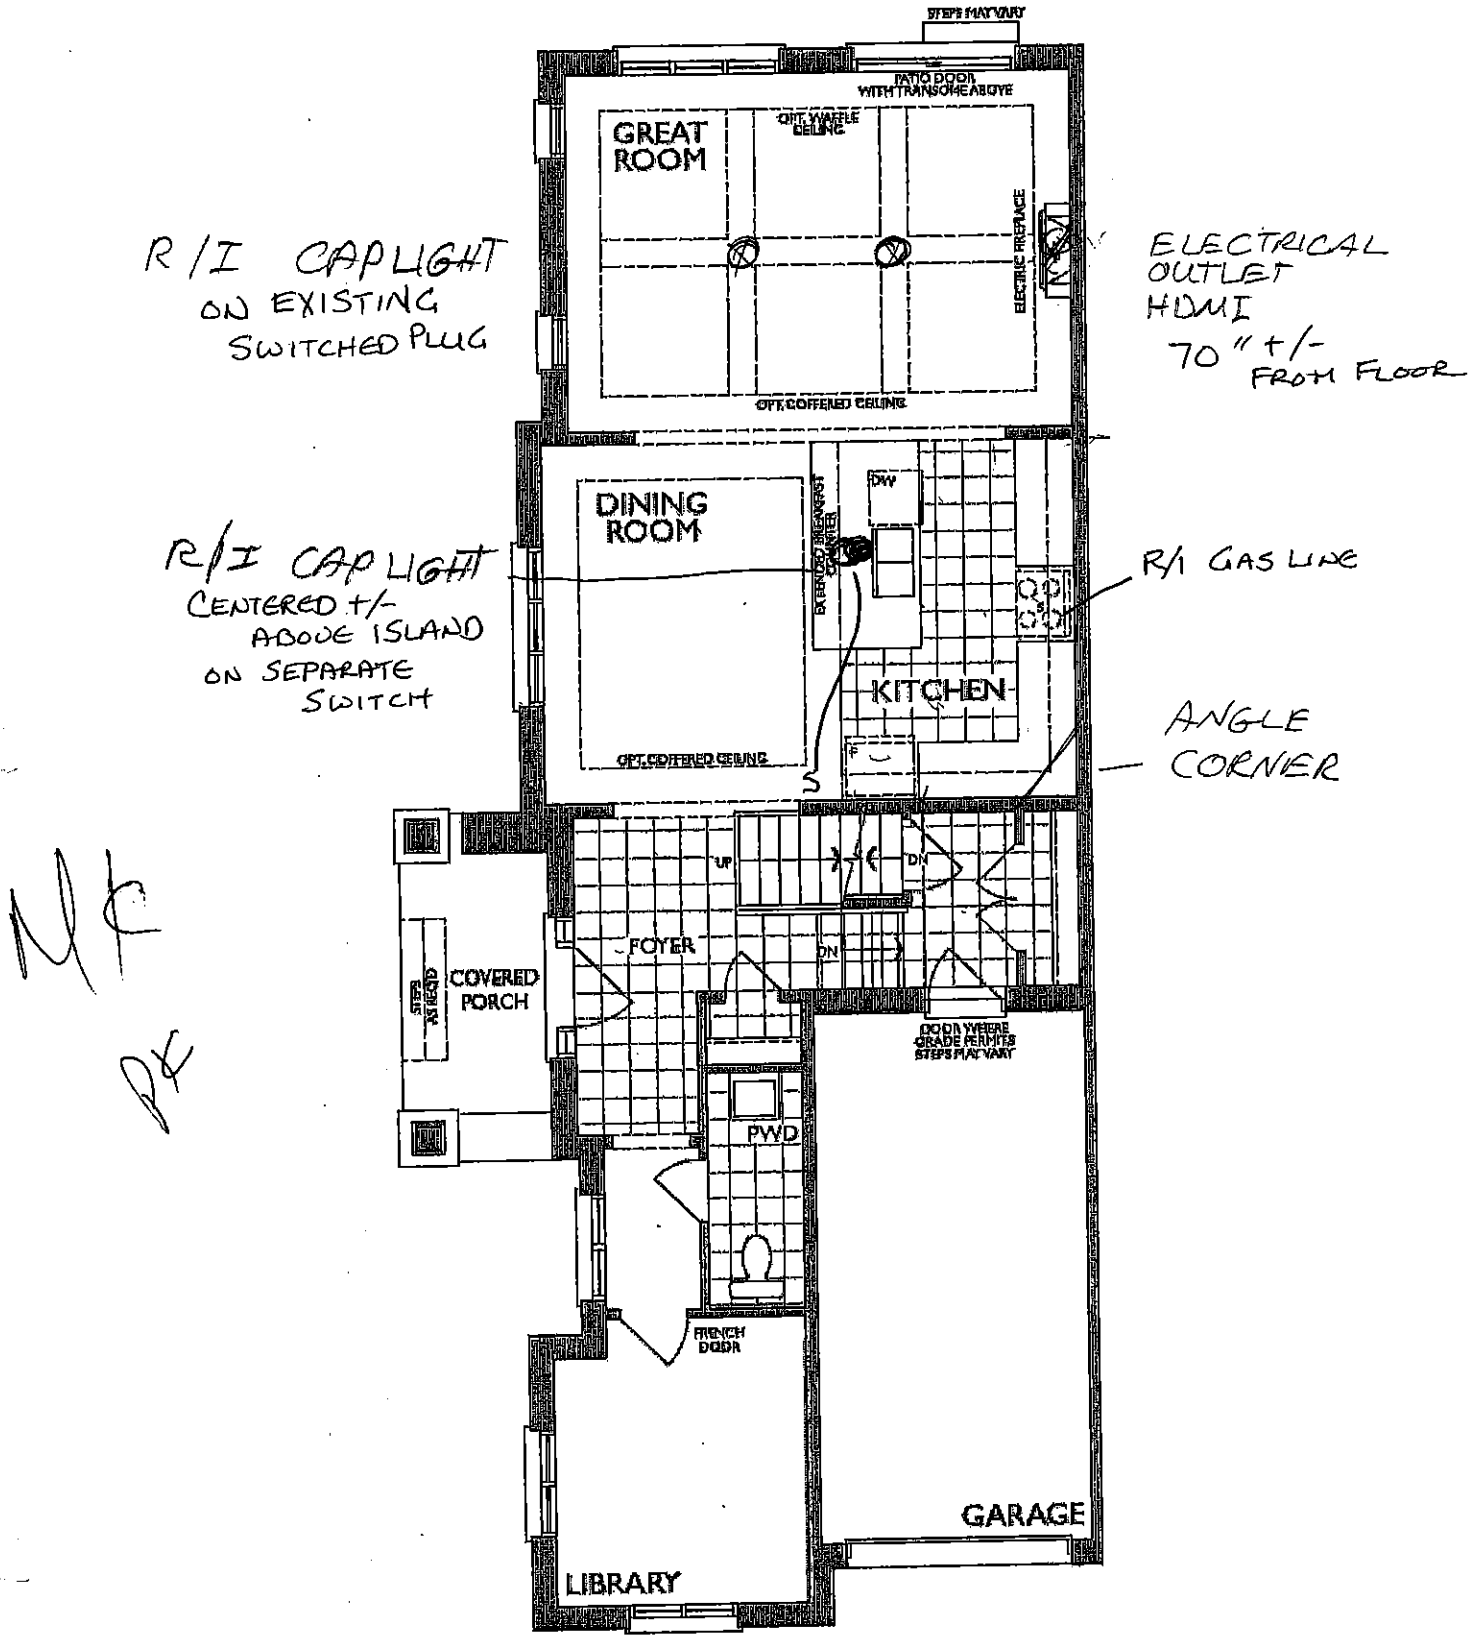 STEPS MAY VARY
PATIO DOOR
WITH TRANSOME ABOVE
OPT. WAFFLE
CEILING
GREAT
ROOM
ELECTRIC FIREPLACE
OPT. COFFERED CEILING
R/I CAPLIGHT
ON EXISTING
SWITCHED PLUG
ELECTRICAL
OUTLET
HDMI
70" +/-
FROM FLOOR
DINING
ROOM
DW
EXTENDED BREAKFAST
COUNTER
R/I CAPLIGHT
CENTERED +/-
ABOVE ISLAND
ON SEPARATE
SWITCH
R/I GAS LINE
S
KITCHEN
ANGLE
CORNER
OPT. COFFERED CEILING
F
S
UP
DN
FOYER
DN
COVERED
PORCH
STEPS
AS REQ'D
DOOR WHERE
GRADE PERMITS
STEPS MAY VARY
PWD
FRENCH
DOOR
GARAGE
LIBRARY